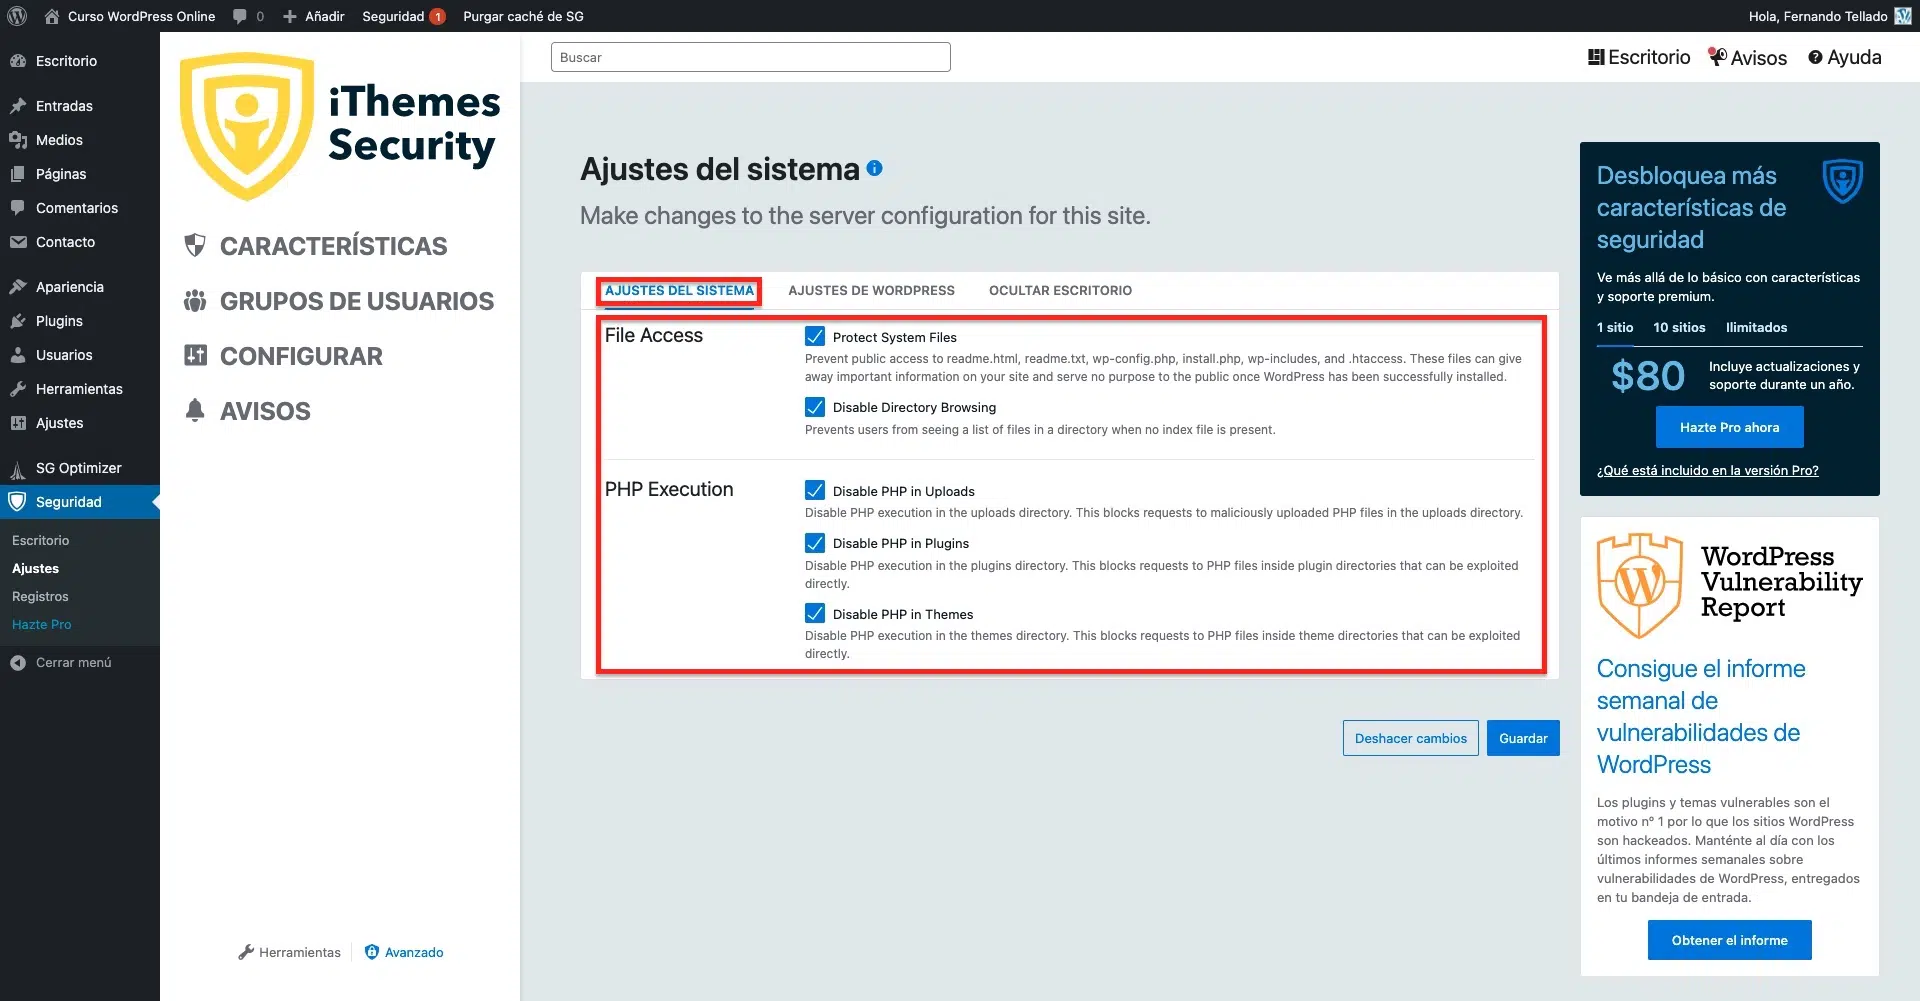 Curso WordPress Online
0
Añadir
Seguridad 1
Purgar caché de SG
Hola, Fernando Tellado
Escritorio
Entradas
Medios
Páginas
Comentarios
Contacto
Apariencia
Plugins
Usuarios
Herramientas
Ajustes
SG Optimizer
Seguridad
Escritorio
Ajustes
Registros
Hazte Pro
Cerrar menú
iThemes
Security
CARACTERÍSTICAS
GRUPOS DE USUARIOS
CONFIGURAR
AVISOS
Herramientas
Avanzado
Buscar
Escritorio
Avisos
Ayuda
Ajustes del sistema
Make changes to the server configuration for this site.
AJUSTES DEL SISTEMA
AJUSTES DE WORDPRESS
OCULTAR ESCRITORIO
File Access
Protect System Files
Prevent public access to readme.html, readme.txt, wp-config.php, install.php, wp-includes, and .htaccess. These files can give
away important information on your site and serve no purpose to the public once WordPress has been successfully installed.
Disable Directory Browsing
Prevents users from seeing a list of files in a directory when no index file is present.
PHP Execution
Disable PHP in Uploads
Disable PHP execution in the uploads directory. This blocks requests to maliciously uploaded PHP files in the uploads directory.
Disable PHP in Plugins
Disable PHP execution in the plugins directory. This blocks requests to PHP files inside plugin directories that can be exploited
directly.
Disable PHP in Themes
Disable PHP execution in the themes directory. This blocks requests to PHP files inside theme directories that can be exploited
directly.
Deshacer cambios
Guardar
Desbloquea más
características de
seguridad
Ve más allá de lo básico con características
y soporte premium.
1 sitio
10 sitios
Ilimitados
$80
Incluye actualizaciones y
soporte durante un año.
Hazte Pro ahora
¿Qué está incluido en la versión Pro?
WordPress
Vulnerability
Report
Consigue el informe
semanal de
vulnerabilidades de
WordPress
Los plugins y temas vulnerables son el
motivo nº 1 por lo que los sitios WordPress
son hackeados. Manténte al día con los
últimos informes semanales sobre
vulnerabilidades de WordPress, entregados
en tu bandeja de entrada.
Obtener el informe